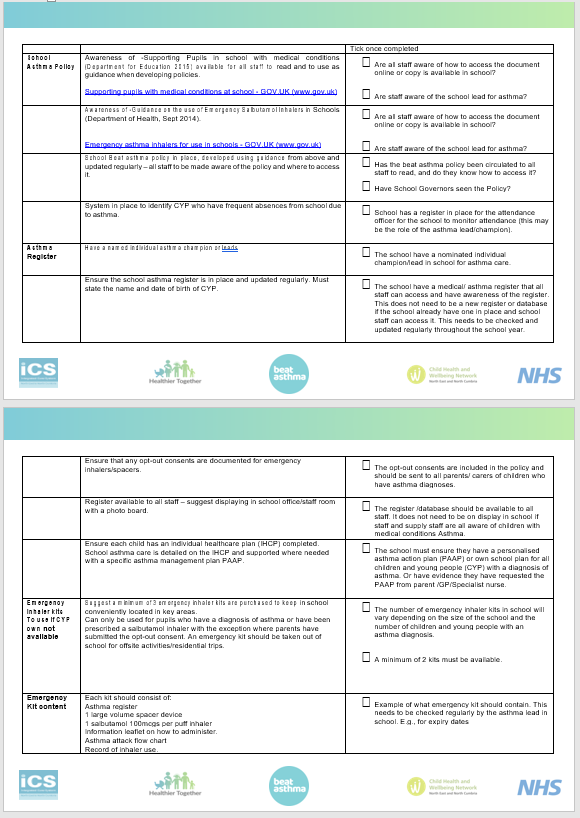 Tick once completed
School
Asthma Policy
Awareness of -Supporting Pupils in school with medical conditions
(Department for Education 2015) available for all staff to read and to use as
guidance when developing policies.
Supporting pupils with medical conditions at school - GOV.UK (www.gov.uk)
Are all staff aware of how to access the document
online or copy is available in school?
Are staff aware of the school lead for asthma?
Awareness of -Guidance on the use of Emergency Salbutamol Inhalers in Schools
(Department of Health, Sept 2014).
Emergency asthma inhalers for use in schools - GOV.UK (www.gov.uk)
Are all staff aware of how to access the document
online or copy is available in school?
Are staff aware of the school lead for asthma?
School Beat asthma policy in place, developed using guidance from above and
updated regularly – all staff to be made aware of the policy and where to access
it.
Has the beat asthma policy been circulated to all
staff to read, and do they know how to access it?
Have School Governors seen the Policy?
System in place to identify CYP who have frequent absences from school due
to asthma.
School has a register in place for the attendance
officer for the school to monitor attendance (this may
be the role of the asthma lead/champion).
Asthma
Register
Have a named individual asthma champion or leads
The school have a nominated individual
champion/lead in school for asthma care.
Ensure the school asthma register is in place and updated regularly. Must
state the name and date of birth of CYP.
The school have a medical/ asthma register that all
staff can access and have awareness of the register.
This does not need to be a new register or database
if the school already have one in place and school
staff can access it. This needs to be checked and
updated regularly throughout the school year.
iCS
Healthier Together
beat
asthma
Child Health and
Wellbeing Network
North East and North Cumbria
NHS
Ensure that any opt-out consents are documented for emergency
inhalers/spacers.
The opt-out consents are included in the policy and
should be sent to all parents/ carers of children who
have asthma diagnoses.
Register available to all staff – suggest displaying in school office/staff room
with a photo board.
The register /database should be available to all
staff. It does not need to be on display in school if
staff and supply staff are all aware of children with
medical conditions Asthma.
Ensure each child has an individual healthcare plan (IHCP) completed.
School asthma care is detailed on the IHCP and supported where needed
with a specific asthma management plan PAAP.
The school must ensure they have a personalised
asthma action plan (PAAP) or own school plan for all
children and young people (CYP) with a diagnosis of
asthma. Or have evidence they have requested the
PAAP from parent /GP/Specialist nurse.
Emergency
Inhaler kits
To use if CYP
own not
available
Suggest a minimum of 3 emergency inhaler kits are purchased to keep in school
conveniently located in key areas.
Can only be used for pupils who have a diagnosis of asthma or have been
prescribed a salbutamol inhaler with the exception where parents have
submitted the opt-out consent. An emergency kit should be taken out of
school for offsite activities/residential trips.
The number of emergency inhaler kits in school will
vary depending on the size of the school and the
number of children and young people with an
asthma diagnosis.
A minimum of 2 kits must be available.
Emergency
Kit content
Each kit should consist of:
Asthma register
1 large volume spacer device
1 salbutamol 100mcgs per puff inhaler
Information leaflet on how to administer.
Asthma attack flow chart
Record of inhaler use.
Example of what emergency kit should contain. This
needs to be checked regularly by the asthma lead in
school. E.g., for expiry dates
iCS
Healthier Together
beat
asthma
Child Health and
Wellbeing Network
North East and North Cumbria
NHS